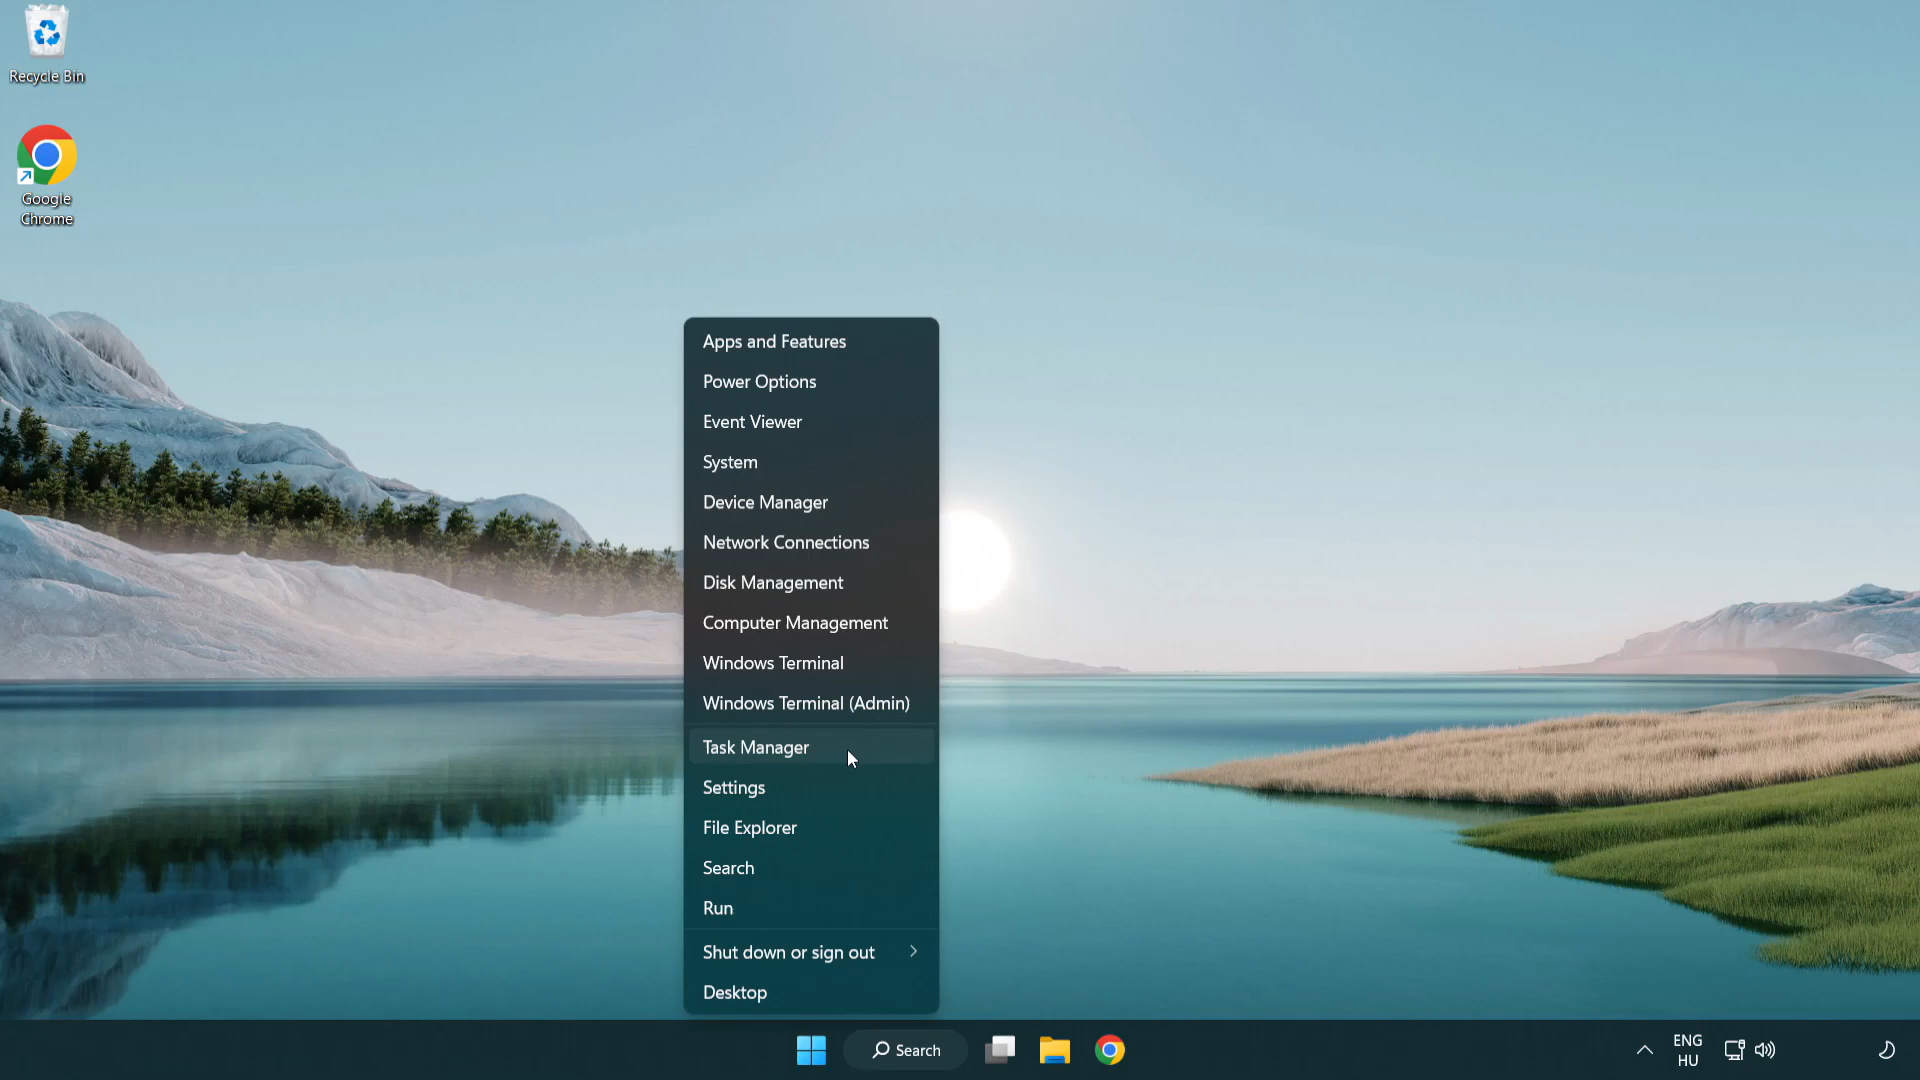 Recycle Bin
Google
Chrome
Apps and Features
Power Options
Event Viewer
System
Device Manager
Network Connections
Disk Management
Computer Management
Windows Terminal
Windows Terminal (Admin)
Task Manager
Settings
File Explorer
Search
Run
Shut down or sign out
Desktop
Search
ENG
HU